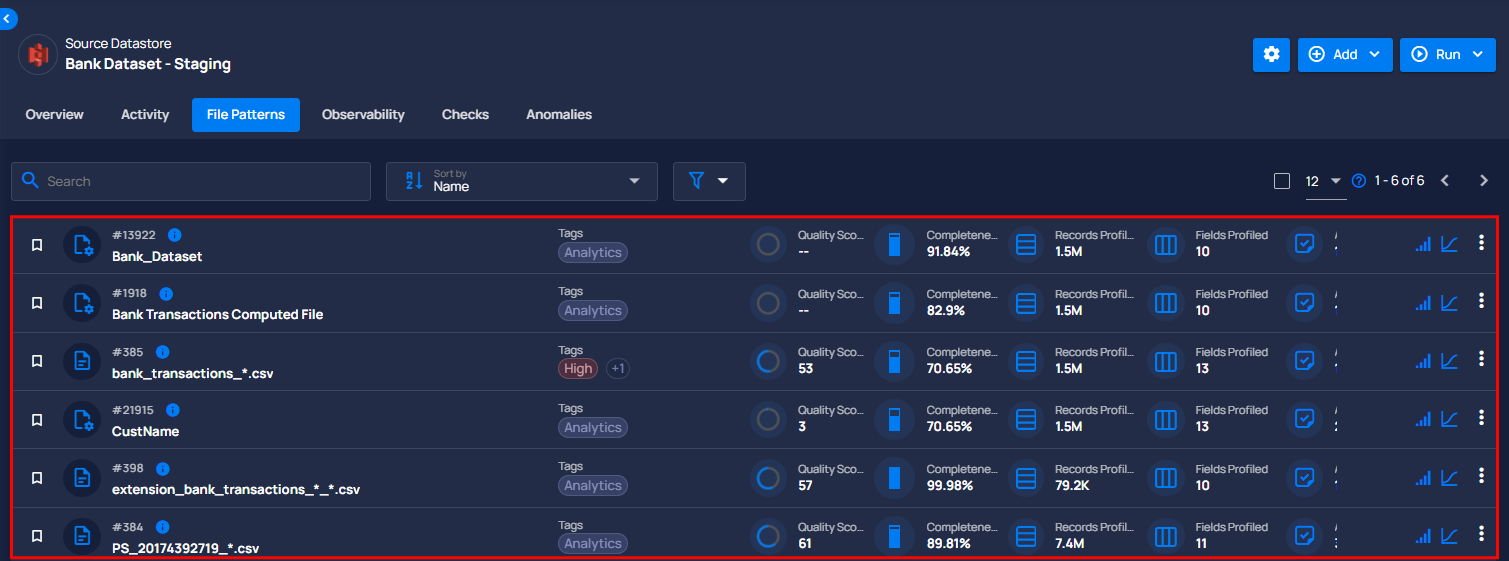 Source Datastore
Bank Dataset - Staging
Add
Run
Overview Activity File Patterns Observability Checks Anomalies
Search
Sort by
Name
12
1 - 6 of 6
#13922 Tags Quality Sco... Completene... Records Profil... Fields Profiled
Bank_Dataset Analytics -- 91.84% 1.5M 10
#1918 Tags Quality Sco... Completene... Records Profil... Fields Profiled
Bank Transactions Computed File Analytics -- 82.9% 1.5M 10
#385 Tags Quality Sco... Completene... Records Profil... Fields Profiled
bank_transactions_*.csv High +1 53 70.65% 1.5M 13
#21915 Tags Quality Sco... Completene... Records Profil... Fields Profiled
CustName Analytics 3 70.65% 1.5M 13
#398 Tags Quality Sco... Completene... Records Profil... Fields Profiled
extension_bank_transactions_*_*.csv Analytics 57 99.98% 79.2K 10
#384 Tags Quality Sco... Completene... Records Profil... Fields Profiled
PS_20174392719_*.csv Analytics 61 89.81% 7.4M 11